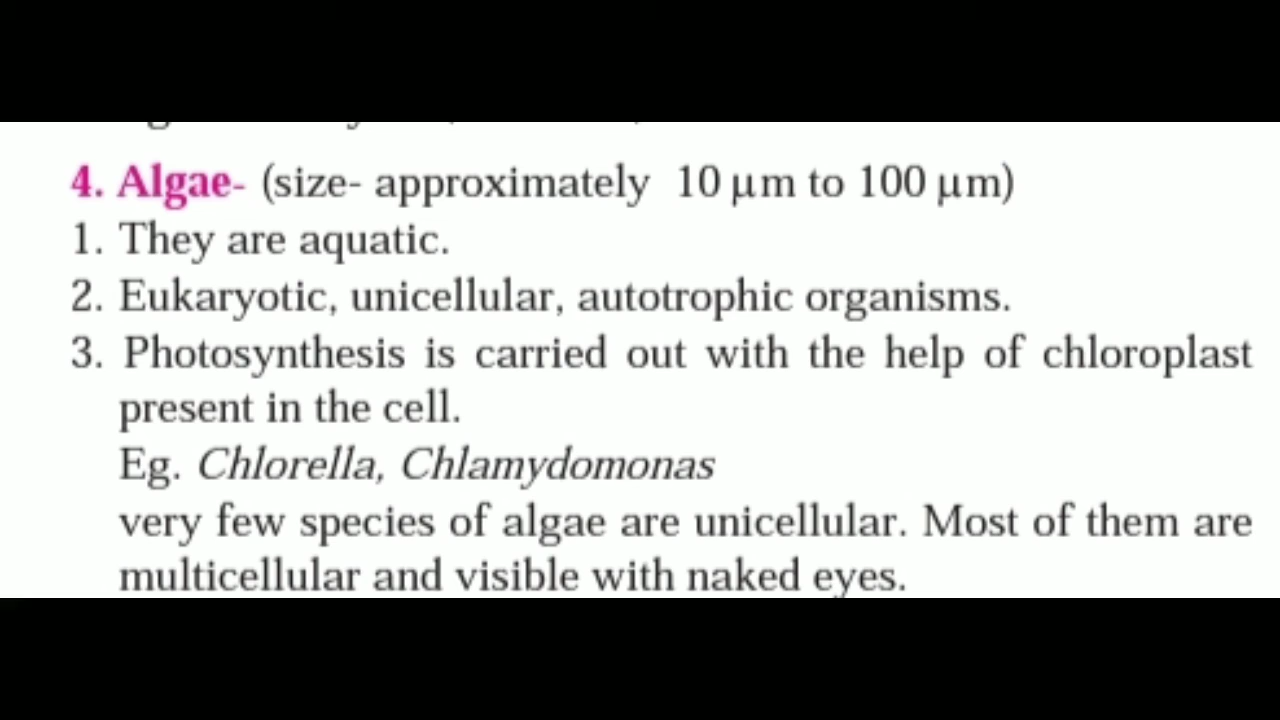 4. Algae- (size- approximately 10 µm to 100 µm)
1. They are aquatic.
2. Eukaryotic, unicellular, autotrophic organisms.
3. Photosynthesis is carried out with the help of chloroplast
present in the cell.
Eg. Chlorella, Chlamydomonas
very few species of algae are unicellular. Most of them are
multicellular and visible with naked eyes.